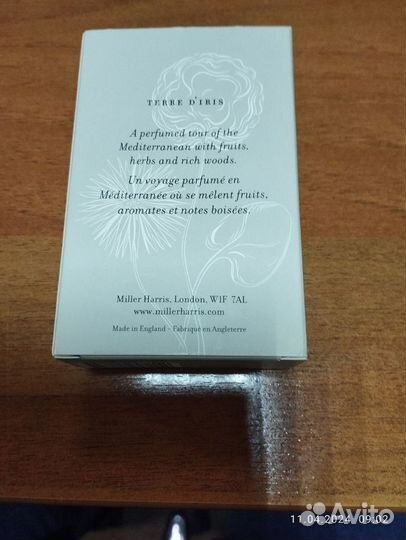 TERRE D'IRIS
A perfumed tour of the
Mediterranean with fruits,
herbs and rich woods.
Un voyage parfumé en
Méditerranée où se mêlent fruits,
aromates et notes boisées.
Miller Harris, London, W1F 7AL
www.millerharris.com
Made in England - Fabriqué en Angleterre
11.04.2024 09:02
Avito